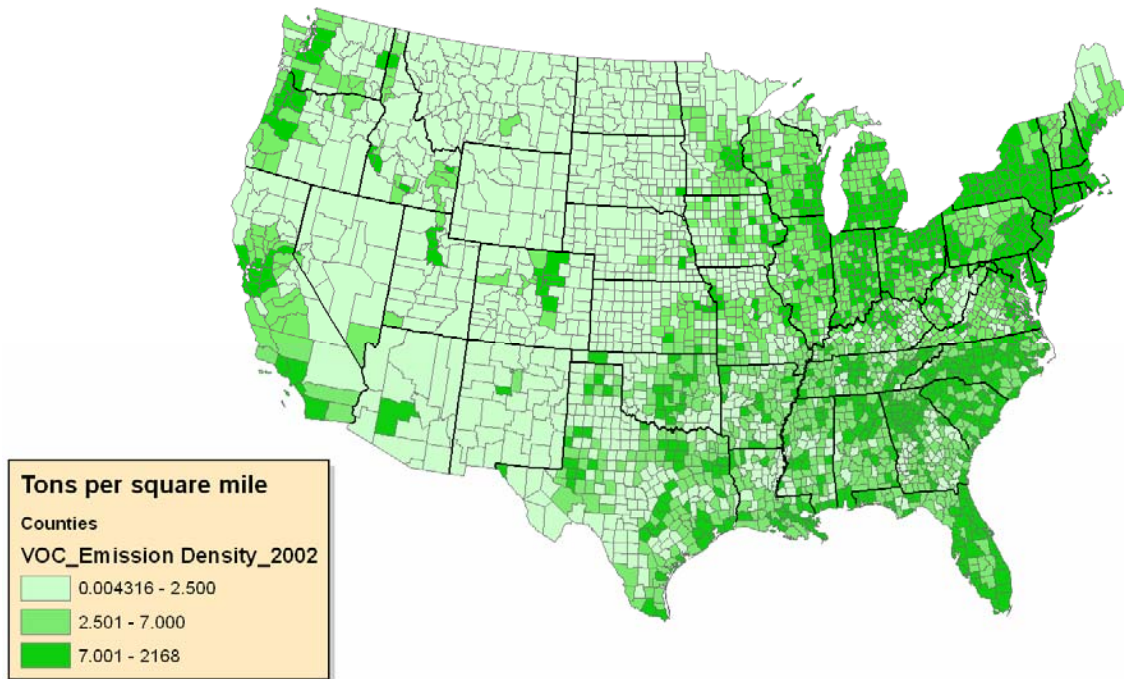 Tons per square mile
Counties
VOC_Emission Density_2002
0.004316 - 2.500
2.501 - 7.000
7.001 - 2168